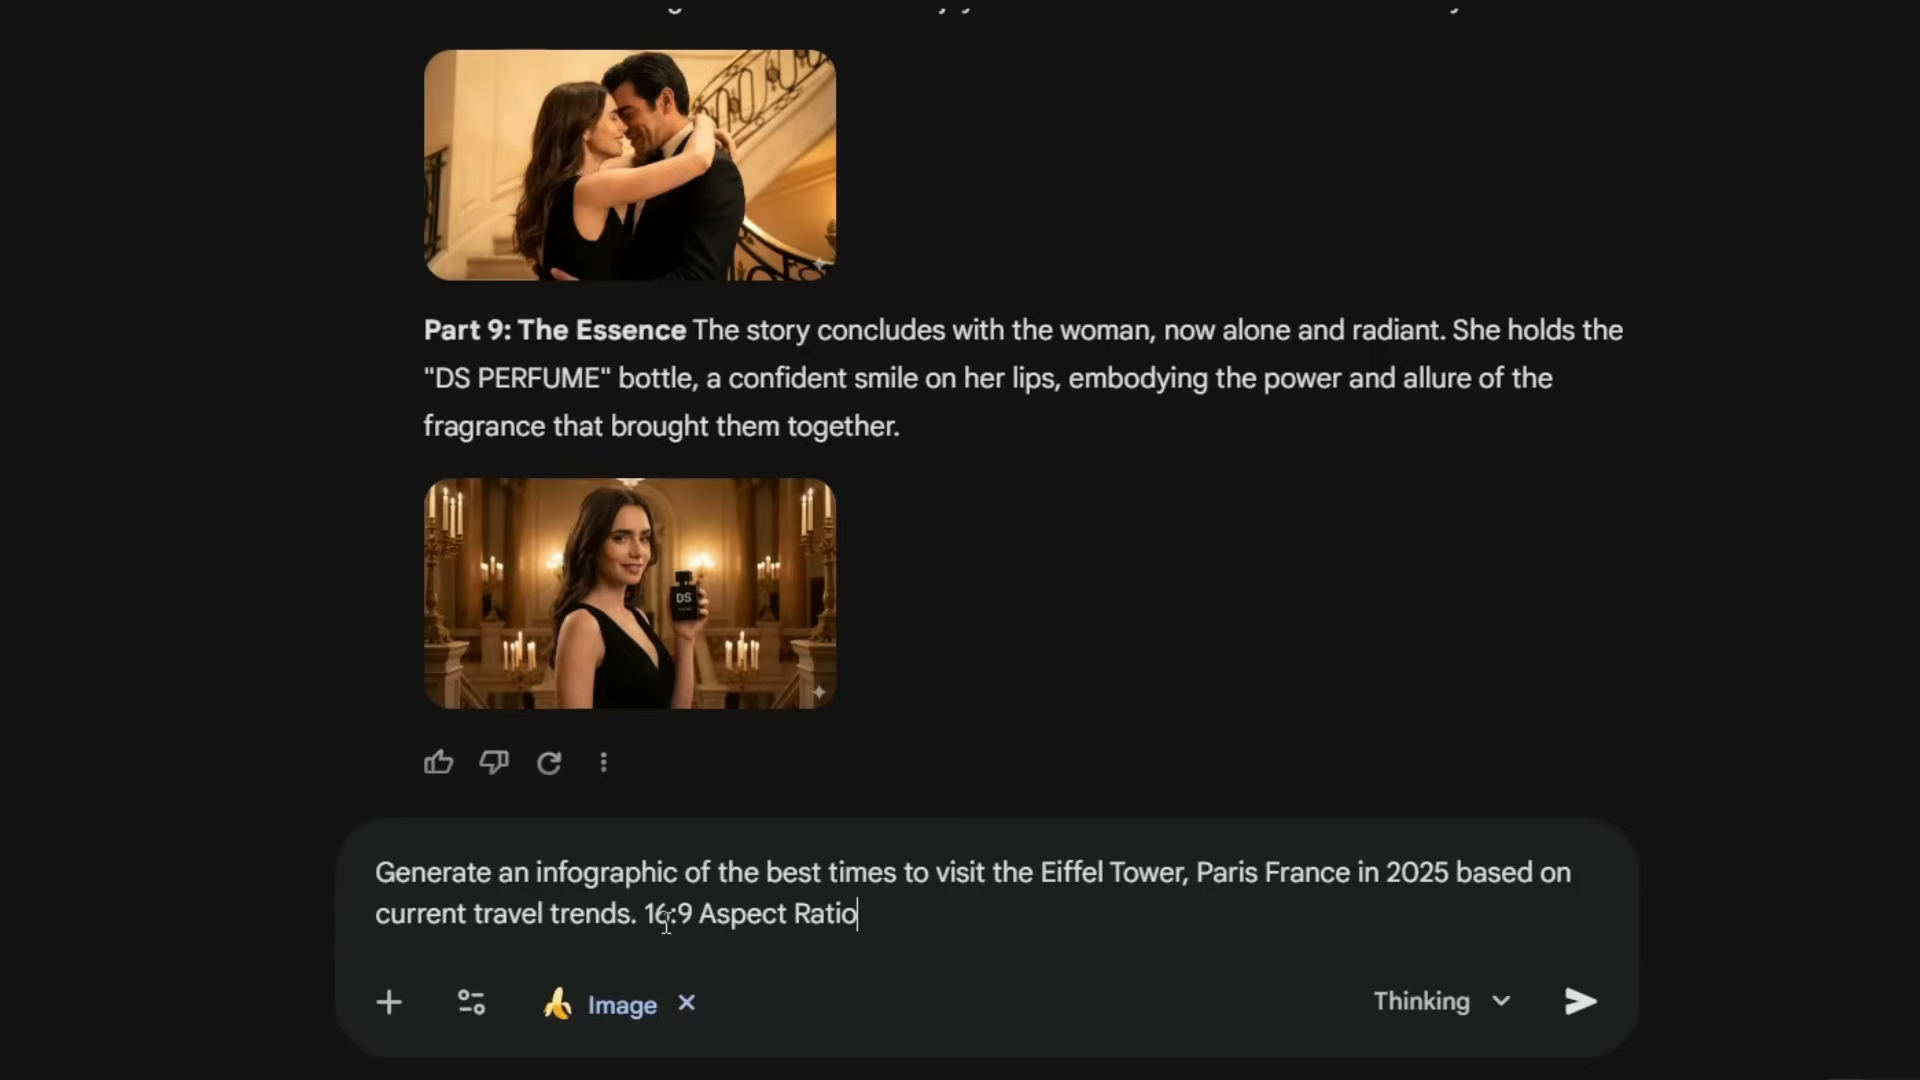 Part 9: The Essence The story concludes with the woman, now alone and radiant. She holds the
"DS PERFUME" bottle, a confident smile on her lips, embodying the power and allure of the
fragrance that brought them together.
DS
Generate an infographic of the best times to visit the Eiffel Tower, Paris France in 2025 based on
current travel trends. 16:9 Aspect Ratio
Image
Thinking